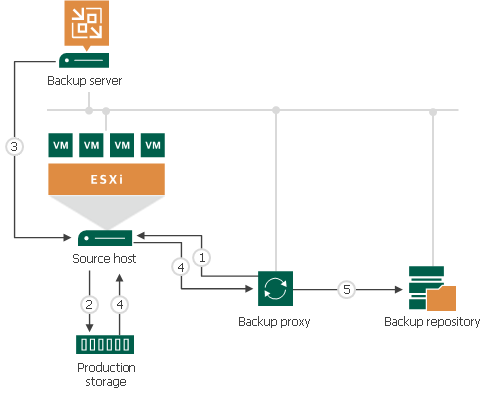 Backup server
3
VM VM VM VM
ESXi
Source host
4
1
2
4
5
Backup proxy
Backup repository
Production
storage